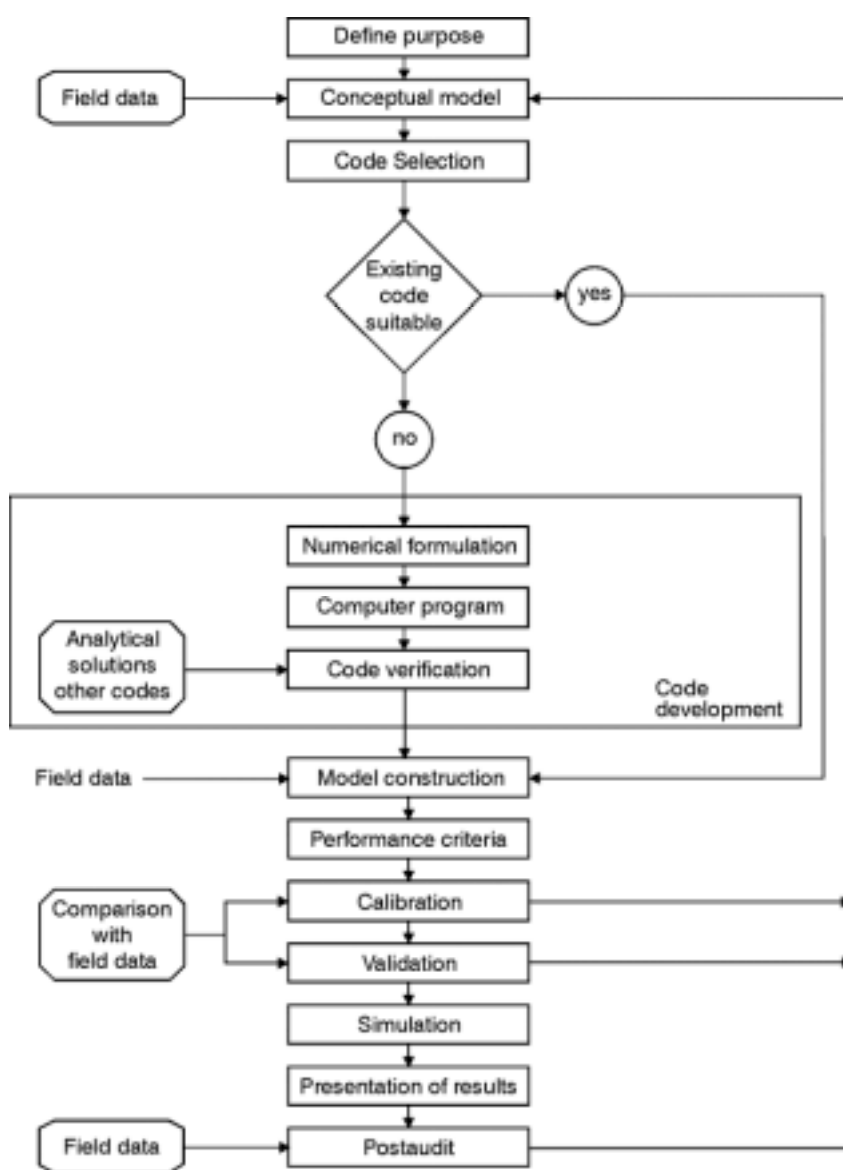 Define purpose
Field data
Conceptual model
Code Selection
Existing
code
suitable
yes
no
Numerical formulation
Computer program
Analytical
solutions
other codes
Code verification
Code
development
Field data
Model construction
Performance criteria
Comparison
with
field data
Calibration
Validation
Simulation
Presentation of results
Field data
Postaudit